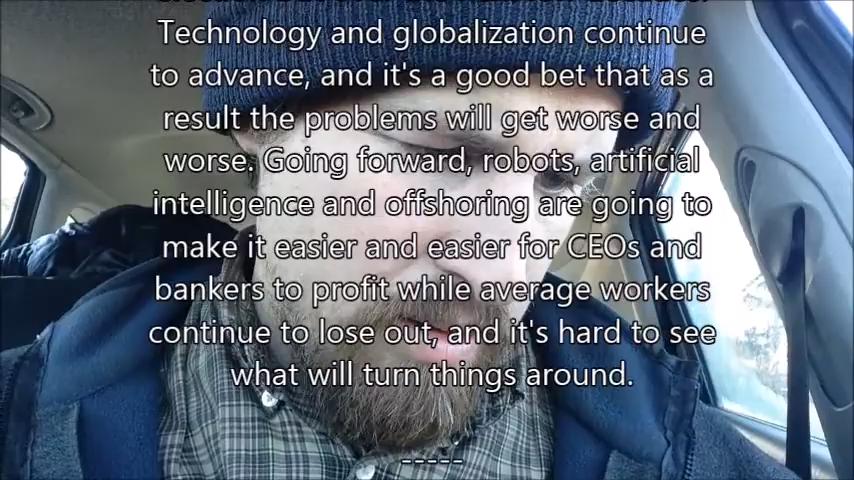 Technology and globalization continue
to advance, and it's a good bet that as a
result the problems will get worse and
worse. Going forward, robots, artificial
intelligence and offshoring are going to
make it easier and easier for CEOs and
bankers to profit while average workers
continue to lose out, and it's hard to see
what will turn things around.
-----